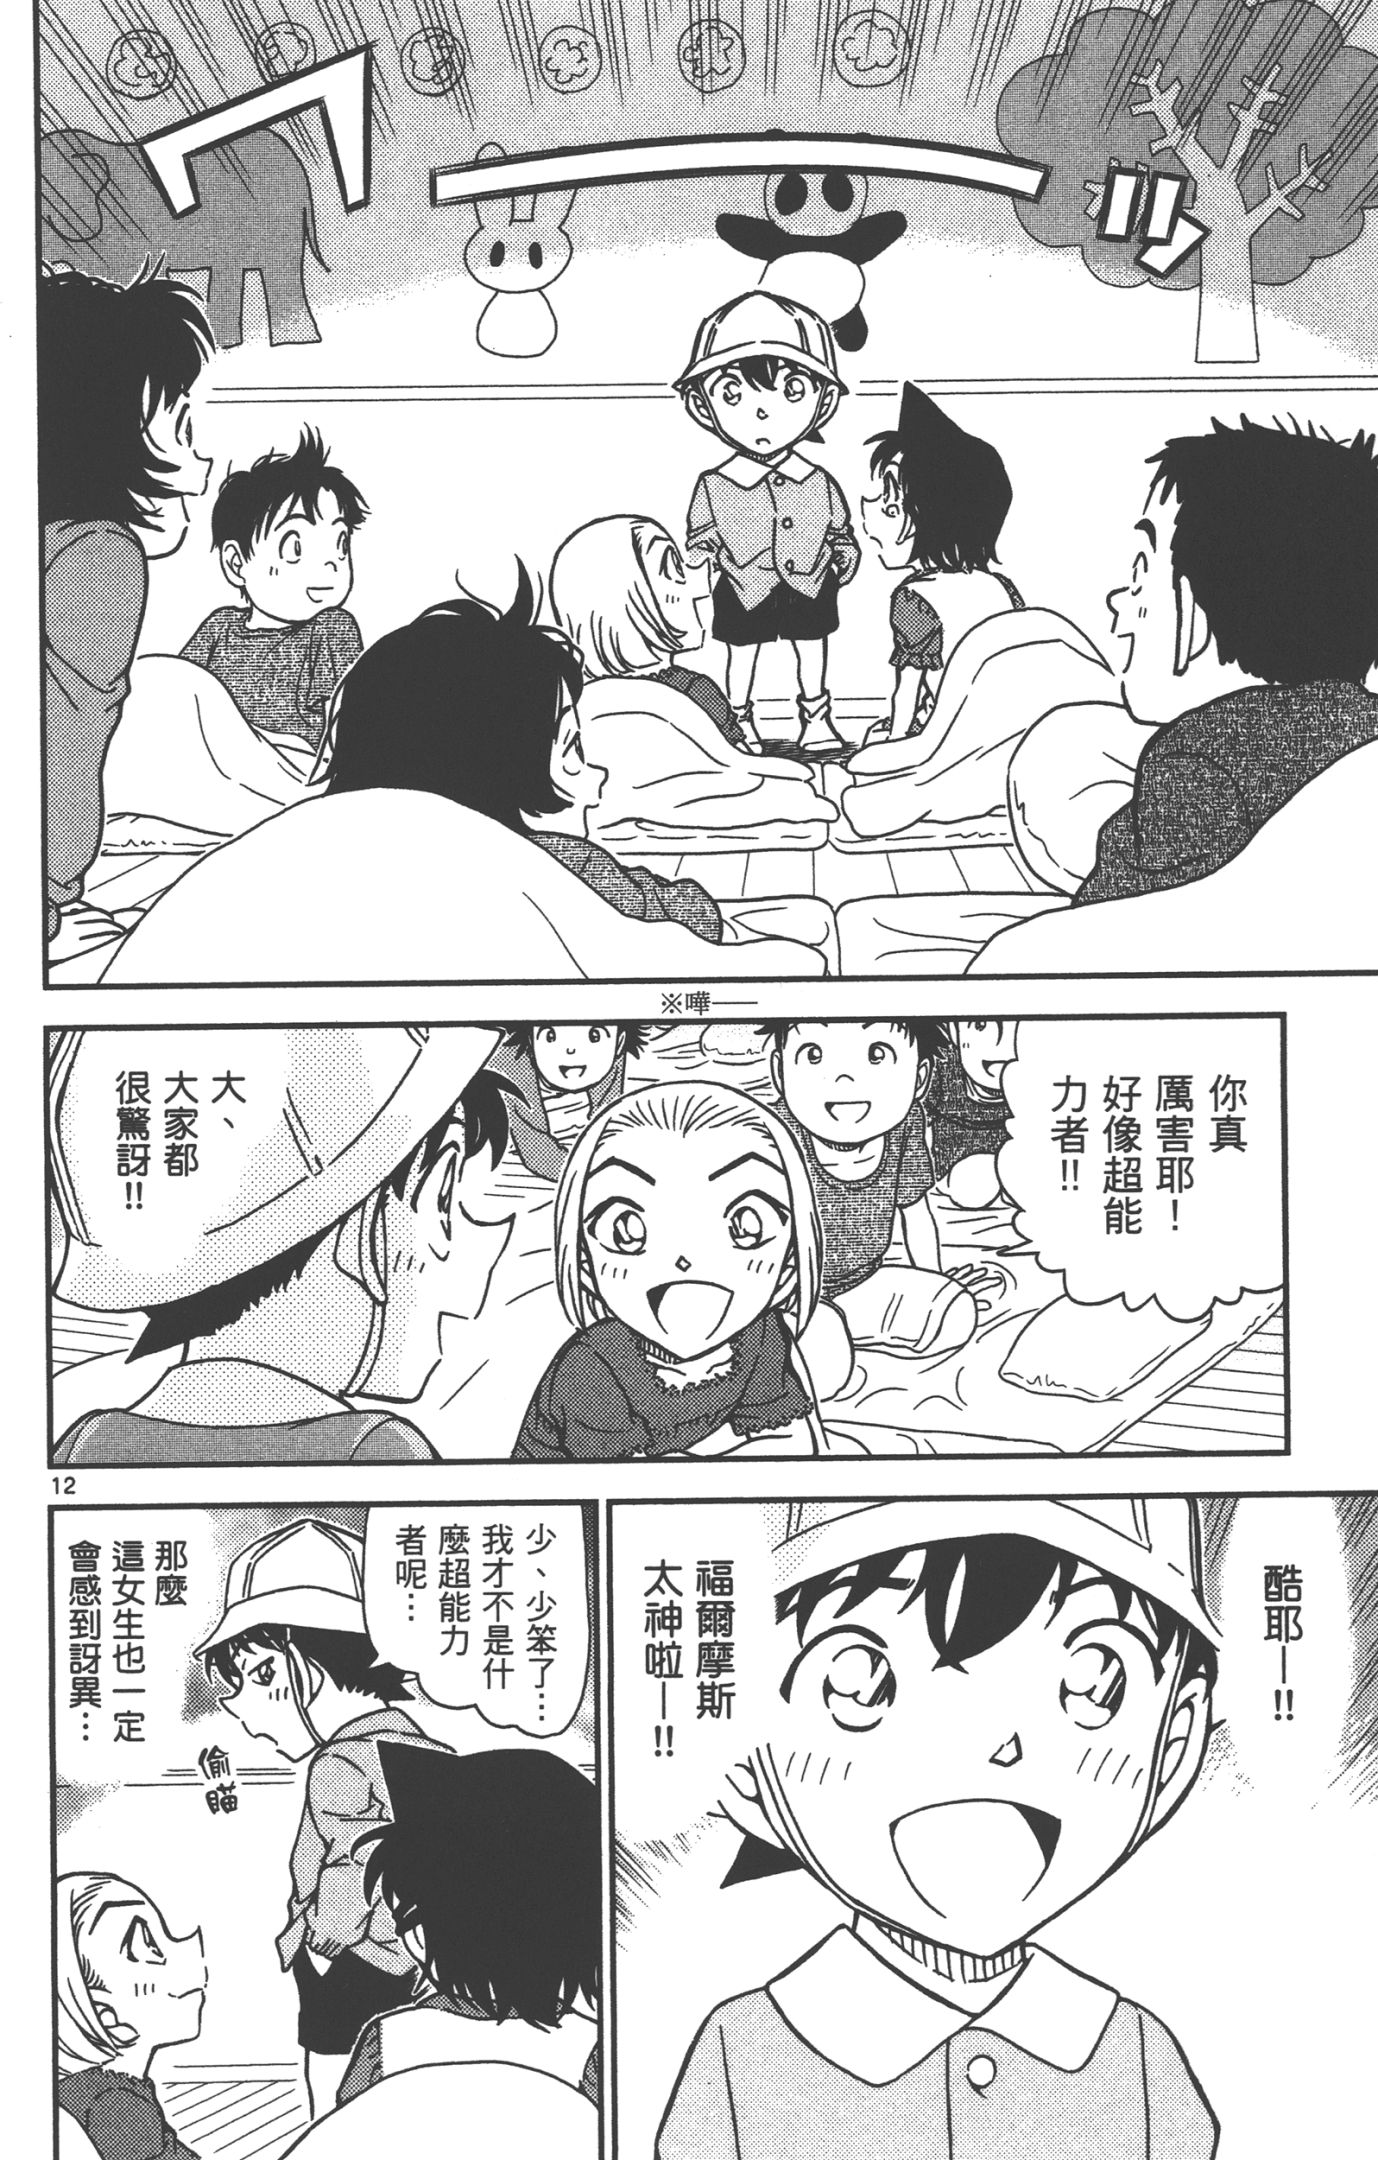 ワーッ
※嘩——
你真
厲害耶！
好像超能
力者!!
大、
大家都
很驚訝!!
12
酷耶—!!
福爾摩斯
太神啦—!!
少、少笨了…
我才不是什
麼超能力
者呢…
偷瞄
那麼
這女生也一定
會感到訝異…